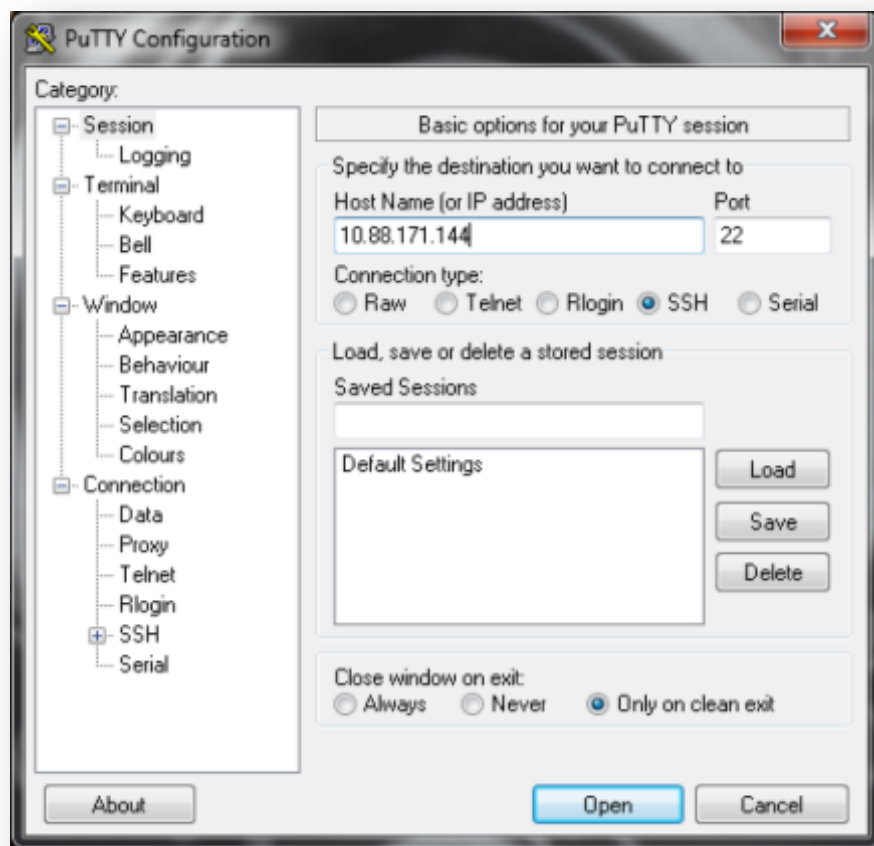 PuTTY Configuration
Category:
Session
Logging
Terminal
Keyboard
Bell
Features
Window
Appearance
Behaviour
Translation
Selection
Colours
Connection
Data
Proxy
Telnet
Rlogin
SSH
Serial
Basic options for your PuTTY session
Specify the destination you want to connect to
Host Name (or IP address) Port
10.88.171.144 22
Connection type:
Raw Telnet Rlogin SSH Serial
Load, save or delete a stored session
Saved Sessions
Default Settings
Load
Save
Delete
Close window on exit:
Always Never Only on clean exit
About Open Cancel